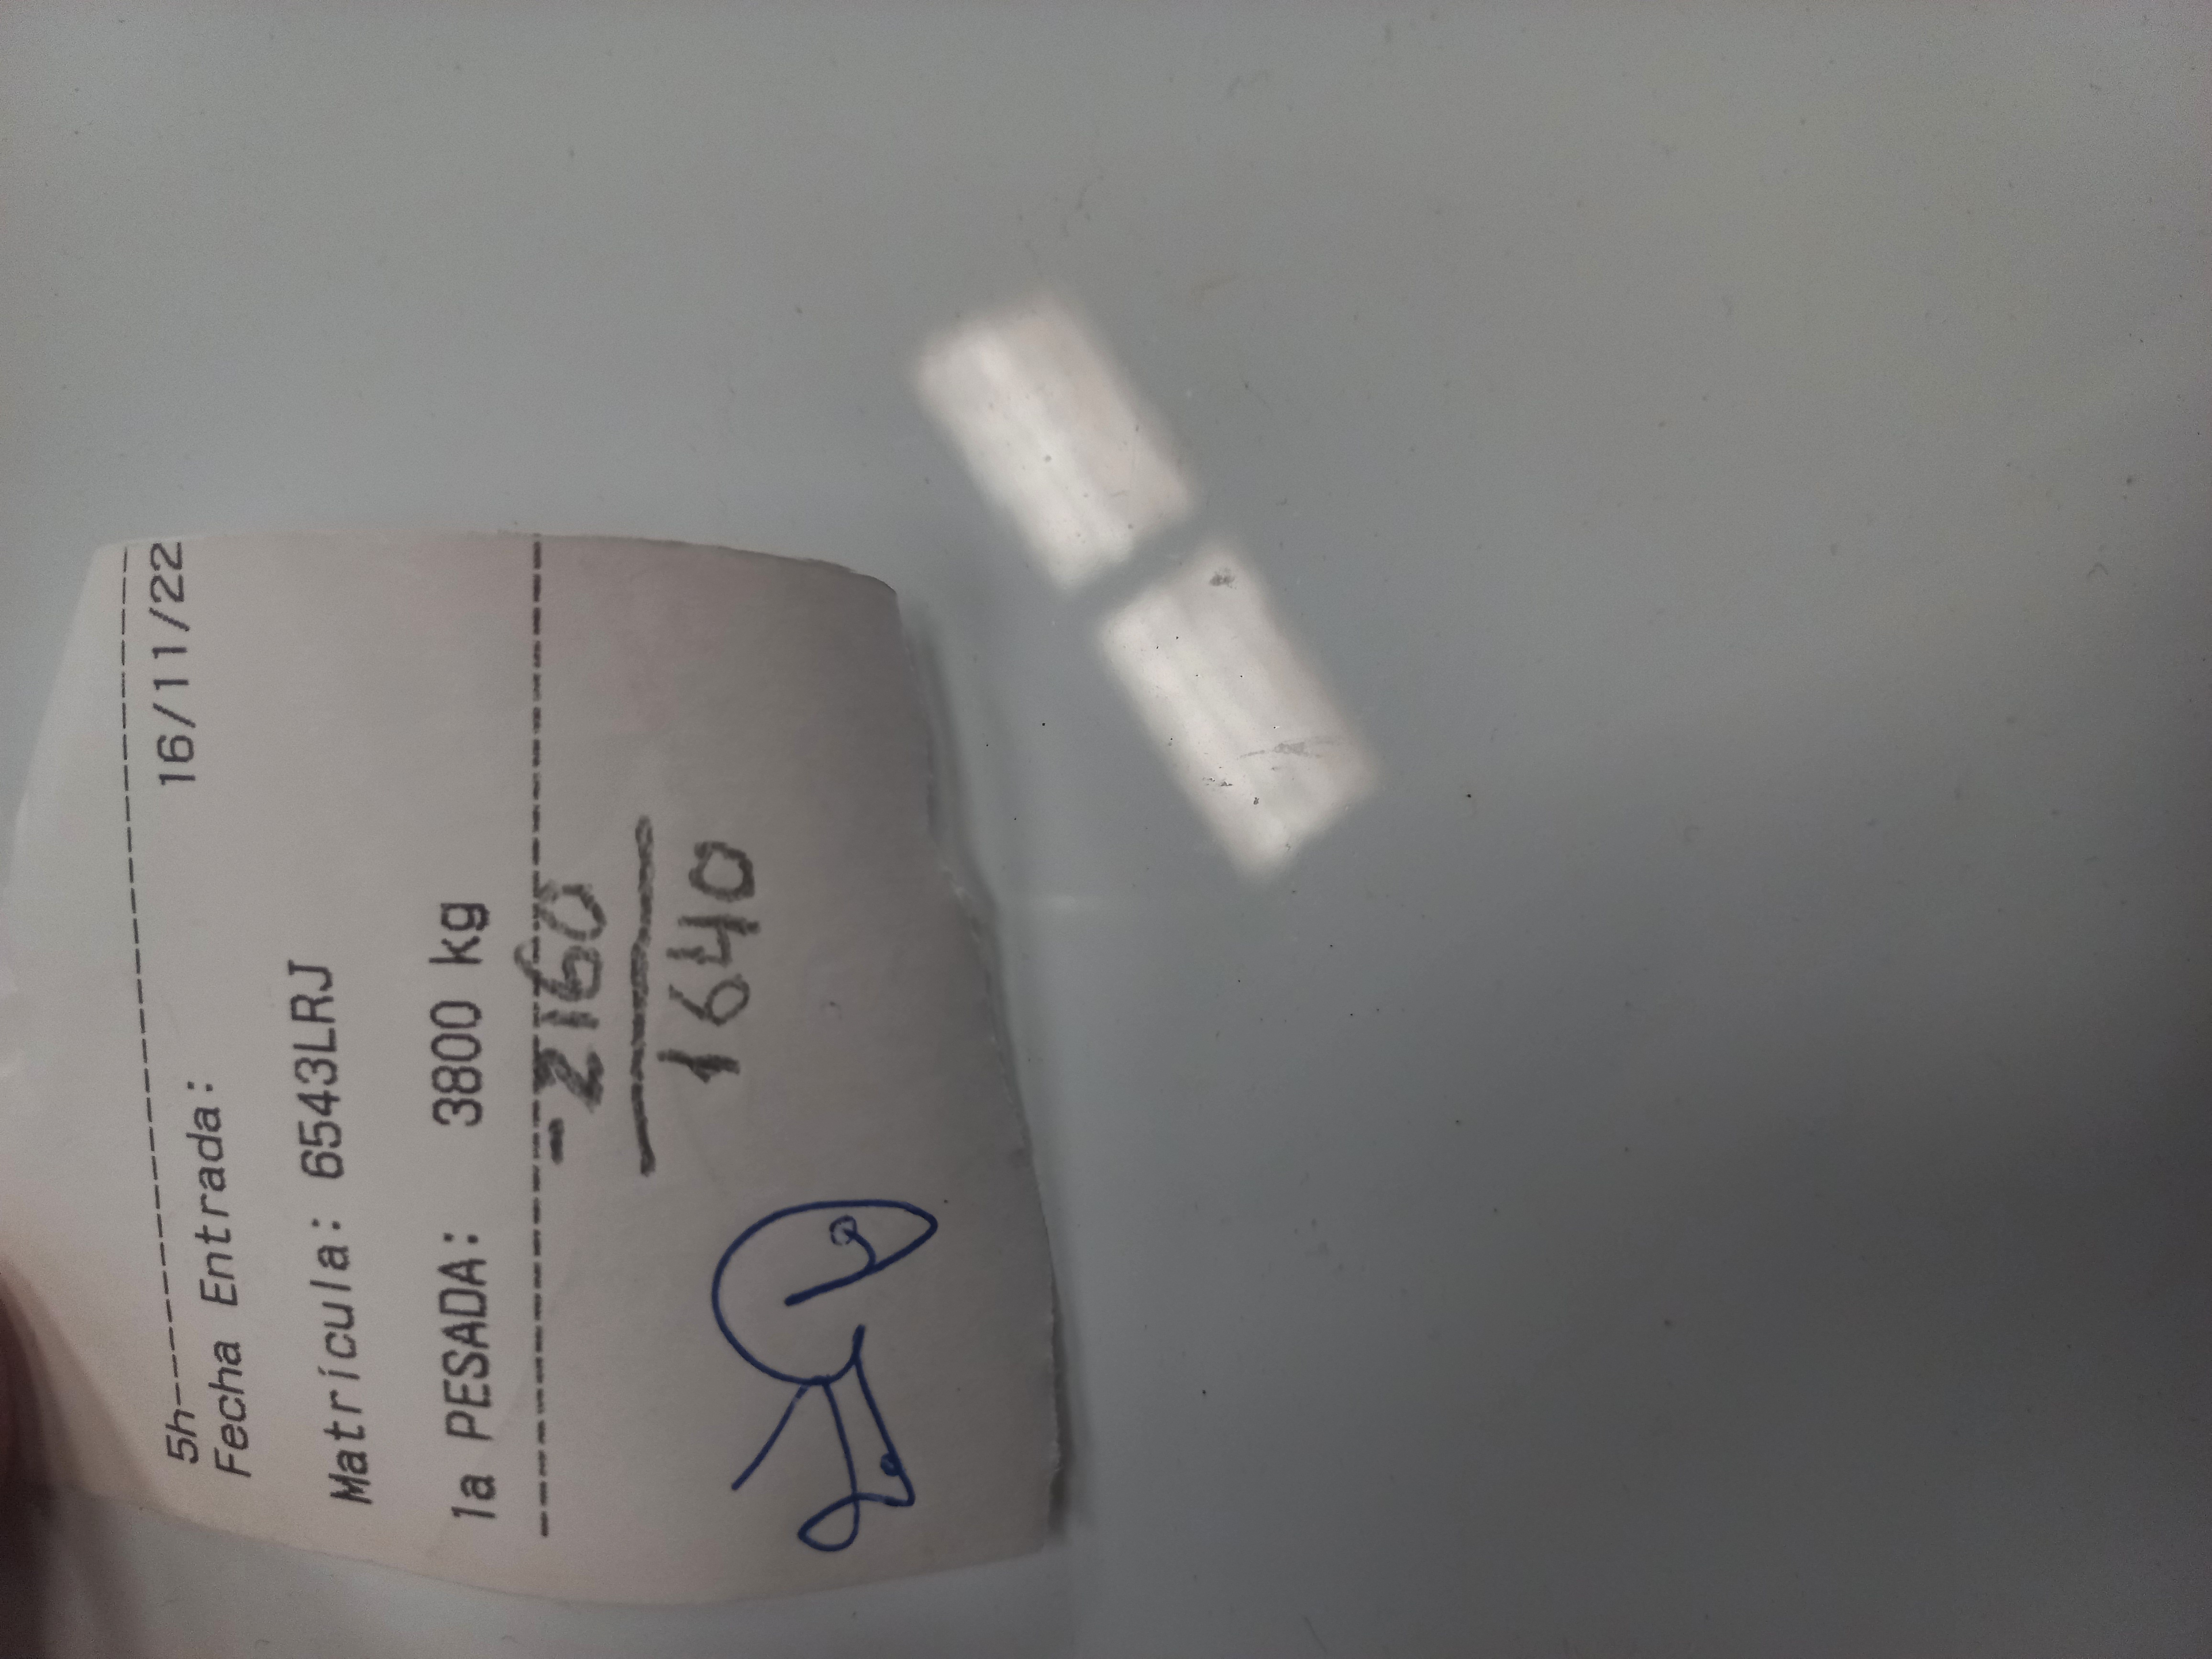 5h----------------------------
Fecha Entrada: 16/11/22
Matrícula: 6543LRJ
1a PESADA: 3800 kg
- 2160
1640